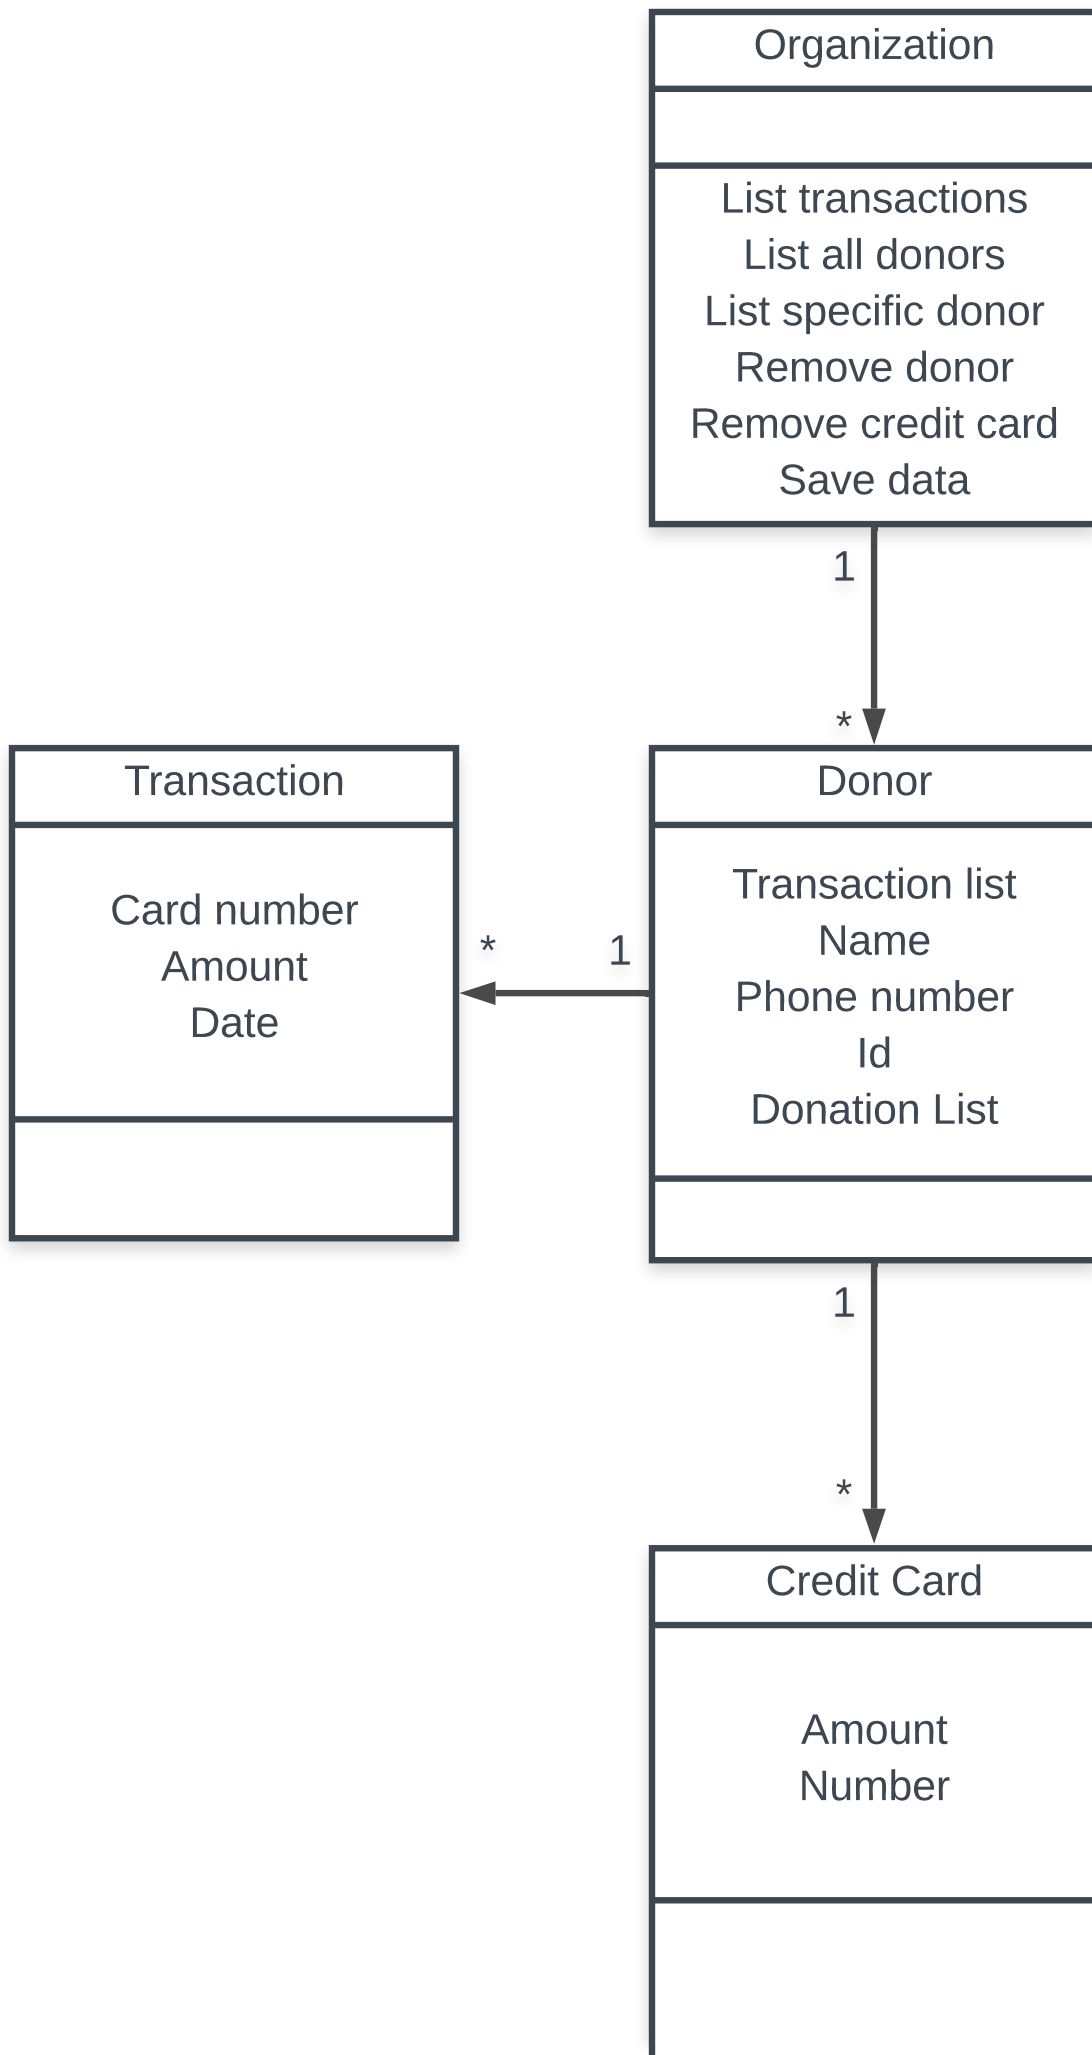 Organization
List transactions
List all donors
List specific donor
Remove donor
Remove credit card
Save data
1
*
Transaction
Card number
Amount
Date
* 1
Donor
Transaction list
Name
Phone number
Id
Donation List
1
*
Credit Card
Amount
Number